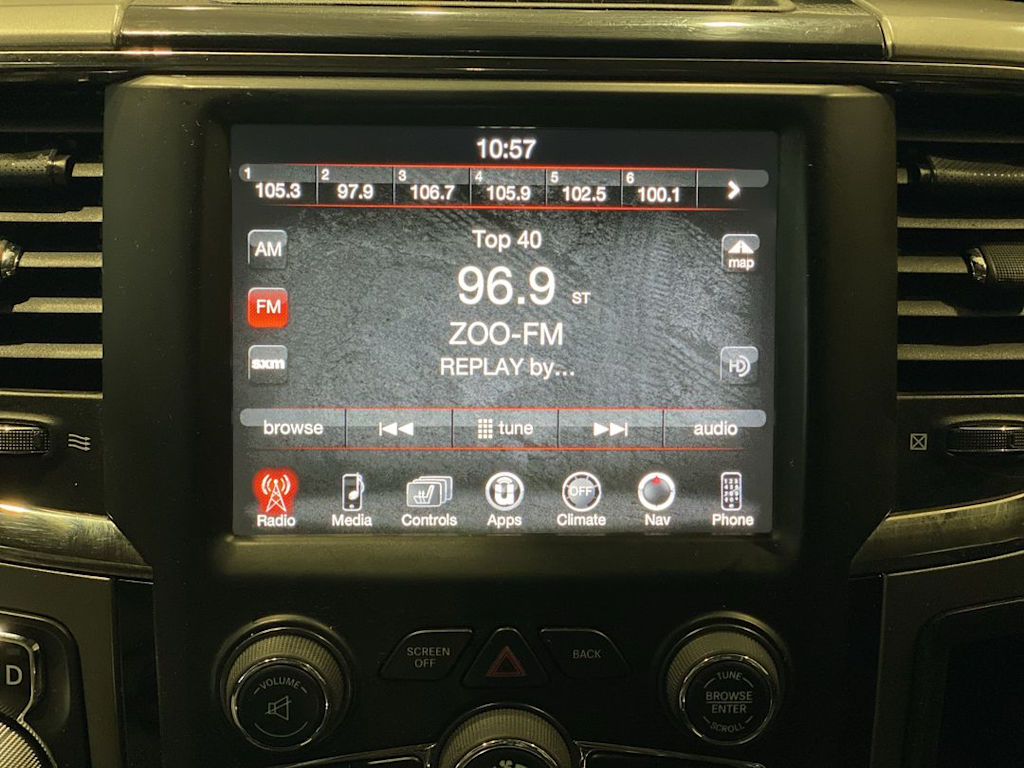 10:57
1 105.3 2 97.9 3 106.7 4 105.9 5 102.5 6 100.1
AM
Top 40
map
96.9 ST
FM
ZOO-FM
sxm
REPLAY by...
HD
browse tune audio
OFF
Radio Media Controls Apps Climate Nav Phone
SCREEN
OFF
BACK
D
VOLUME
TUNE
BROWSE
ENTER
SCROLL